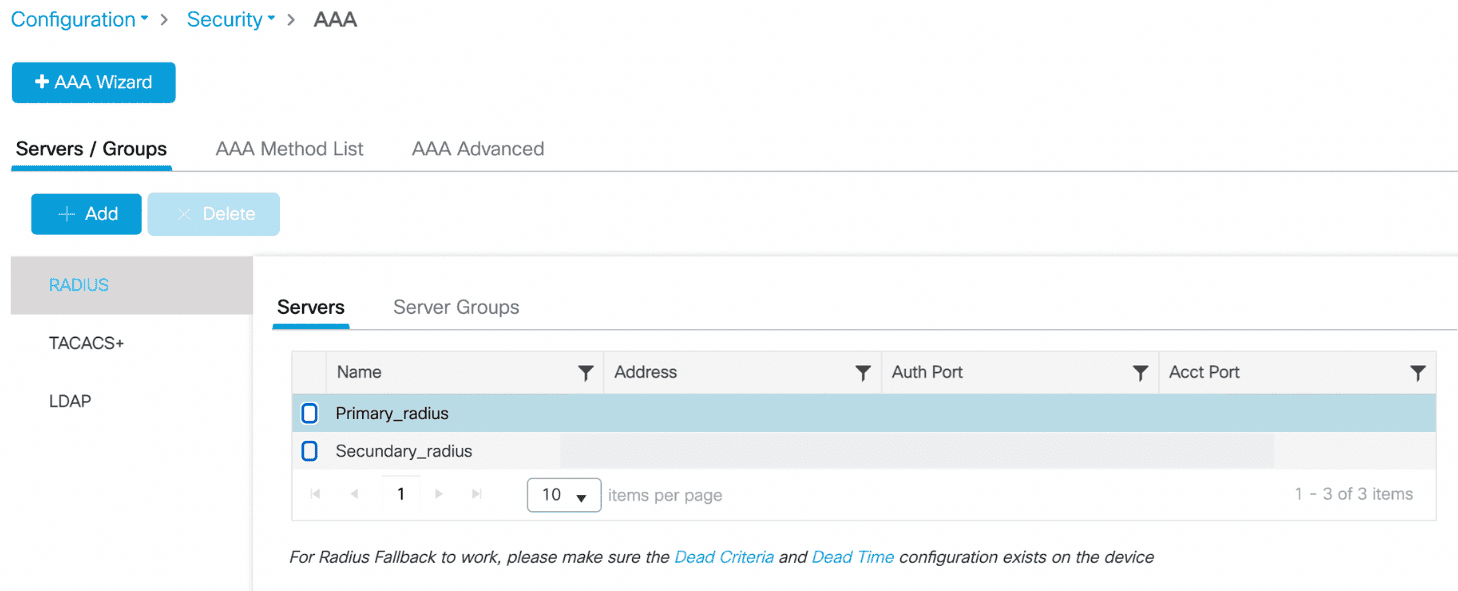 Configuration > Security > AAA
+ AAA Wizard
Servers / Groups AAA Method List AAA Advanced
+ Add × Delete
RADIUS
TACACS+
LDAP
Servers Server Groups
Name Address Auth Port Acct Port
Primary_radius
Secundary_radius
1 10 items per page 1 - 3 of 3 items
For Radius Fallback to work, please make sure the Dead Criteria and Dead Time configuration exists on the device